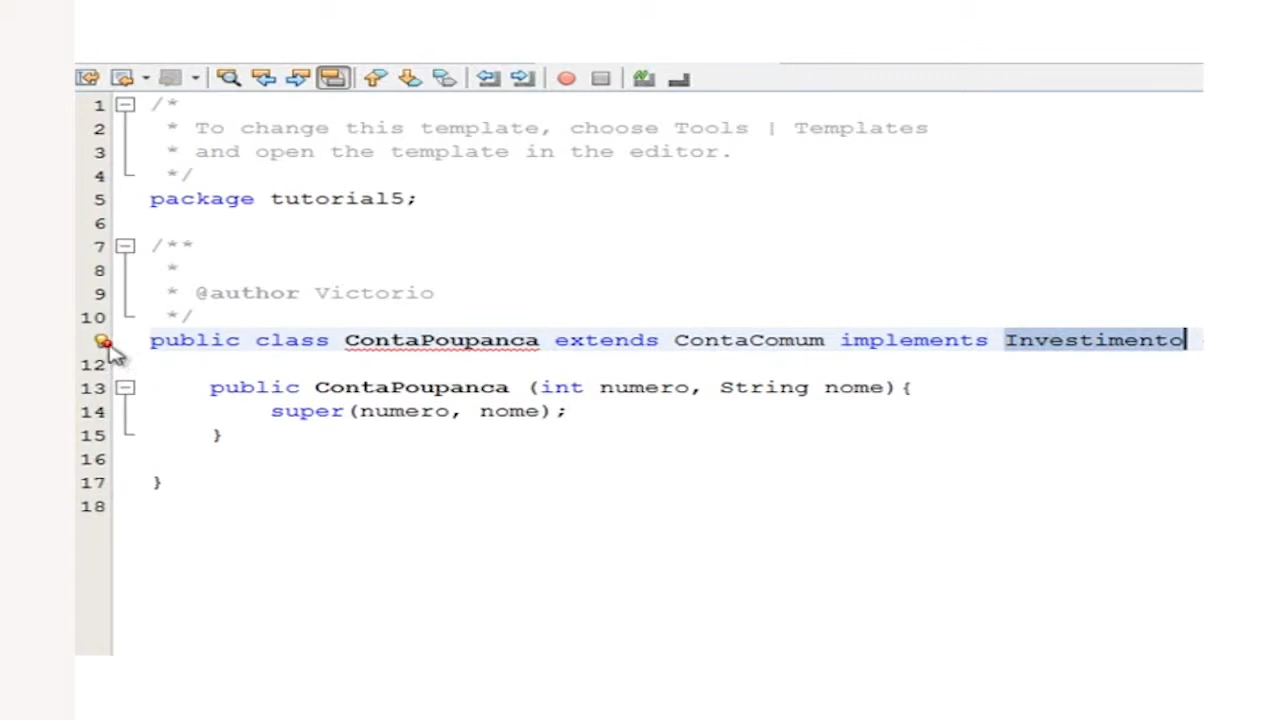 1 /*
2 * To change this template, choose Tools | Templates
3 * and open the template in the editor.
4 */
5 package tutorial5;
6
7 /**
8 *
9 * @author Victorio
10 */
public class ContaPoupanca extends ContaComum implements Investimento
12
13 public ContaPoupanca (int numero, String nome){
14 super(numero, nome);
15 }
16
17 }
18